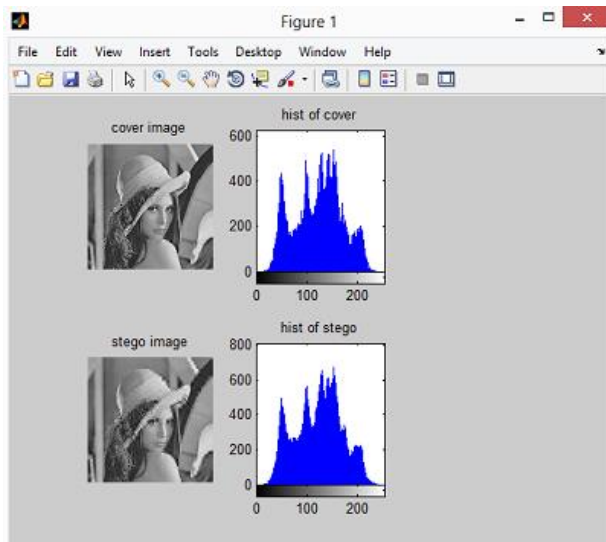 Figure 1
File Edit View Insert Tools Desktop Window Help
cover image
hist of cover
600
400
200
0
0 100 200
stego image
hist of stego
800
600
400
200
0
0 100 200